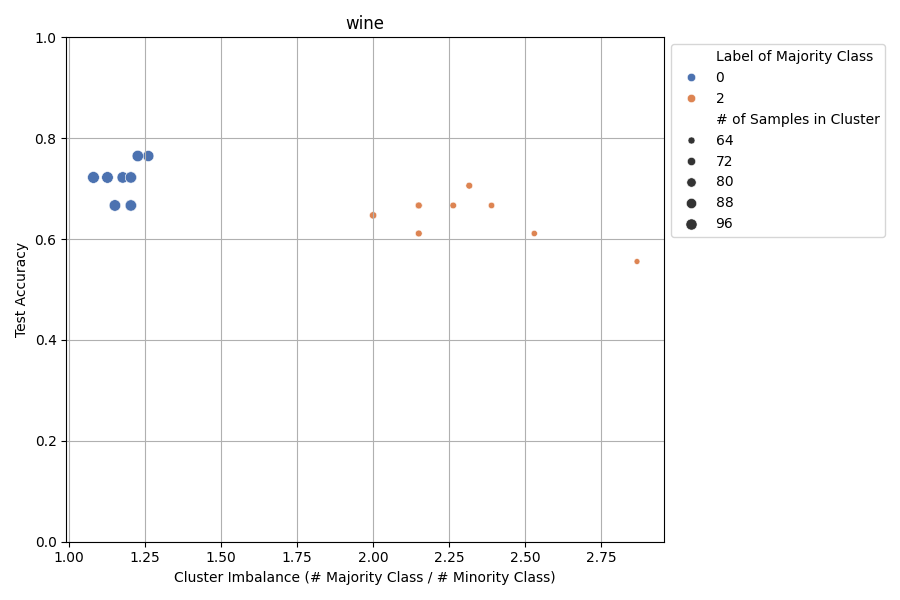 wine
Label of Majority Class
0
2
# of Samples in Cluster
64
72
80
88
96
1.0
0.8
0.6
0.4
0.2
0.0
Test Accuracy
1.00 1.25 1.50 1.75 2.00 2.25 2.50 2.75
Cluster Imbalance (# Majority Class / # Minority Class)